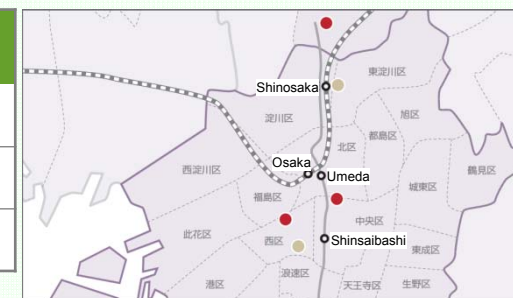 東淀川区
Shinosaka
旭区
淀川区
都島区
北区
Osaka
鶴見区
西淀川区
Umeda
城東区
福島区
中央区
此花区
西区
Shinsaibashi
東成区
浪速区
港区
天王寺区
生野区